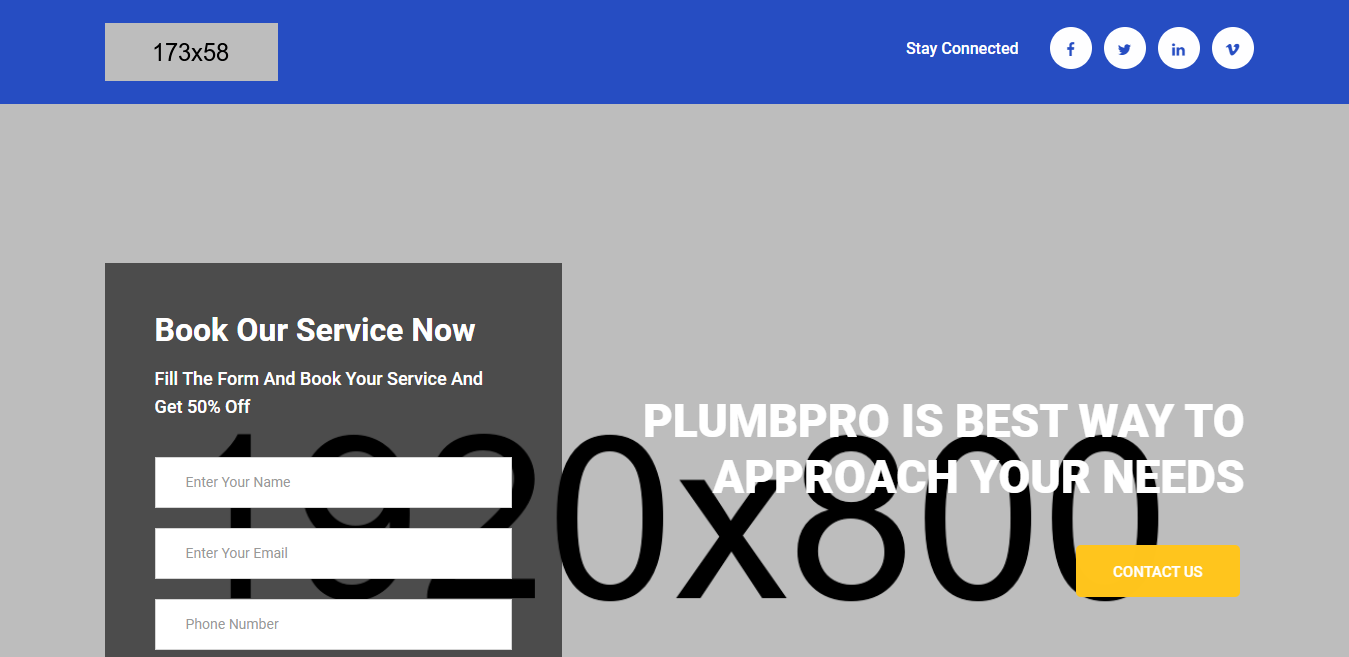 173x58
Stay Connected
Book Our Service Now
Fill The Form And Book Your Service And
Get 50% Off
PLUMBPRO IS BEST WAY TO
APPROACH YOUR NEEDS
1920x800
Enter Your Name
Enter Your Email
CONTACT US
Phone Number